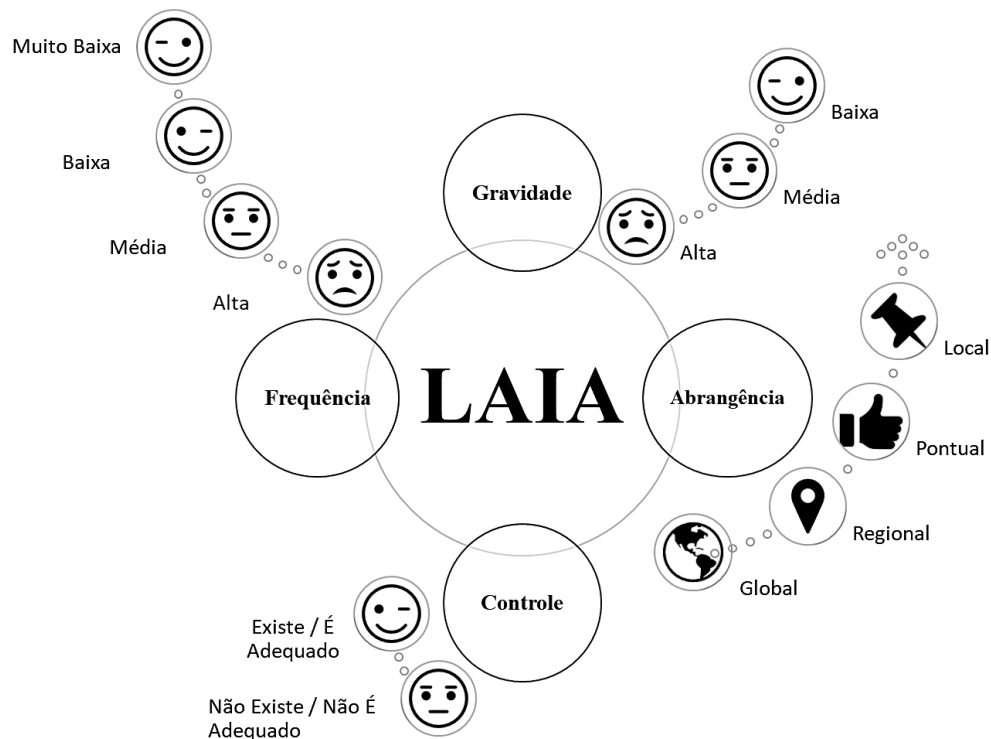 Muito Baixa
Baixa
Média
Alta
Gravidade
Baixa
Média
Alta
Frequência
LAIA
Abrangência
Local
Pontual
Regional
Global
Controle
Existe / É
Adequado
Não Existe / Não É
Adequado